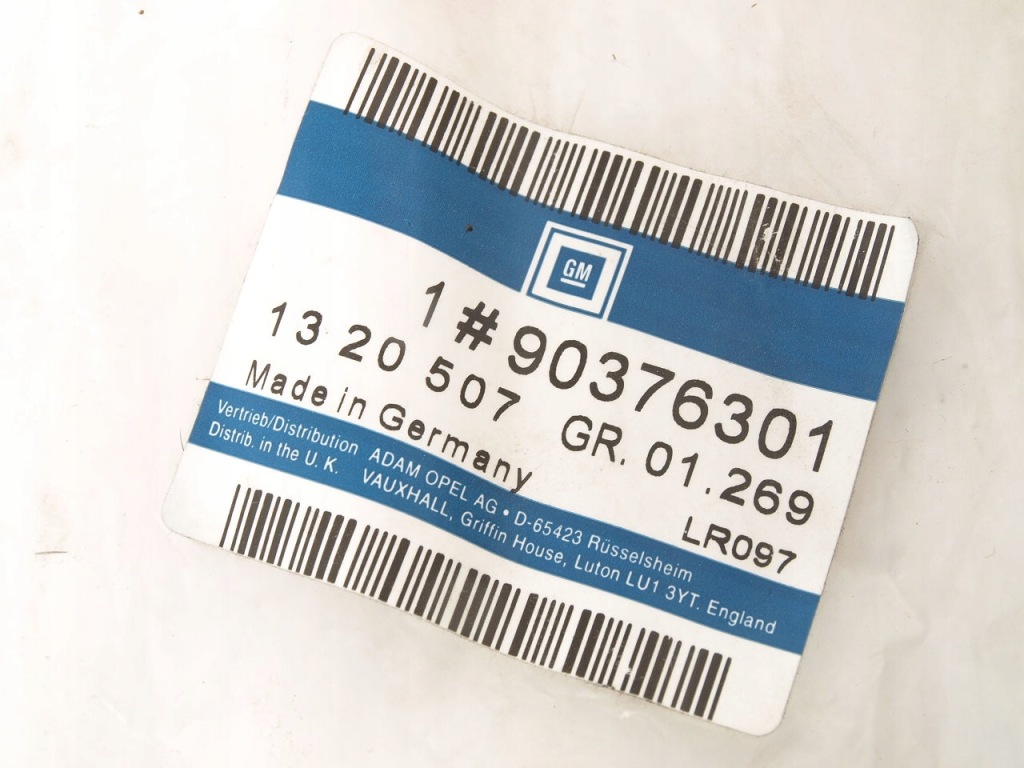 GM
1 # 90376301
13 20 507 GR. 01.269
Made in Germany LR097
Vertrieb/Distribution ADAM OPEL AG • D-65423 Rüsselsheim
Distrib. in the U. K. VAUXHALL, Griffin House, Luton LU1 3YT. England